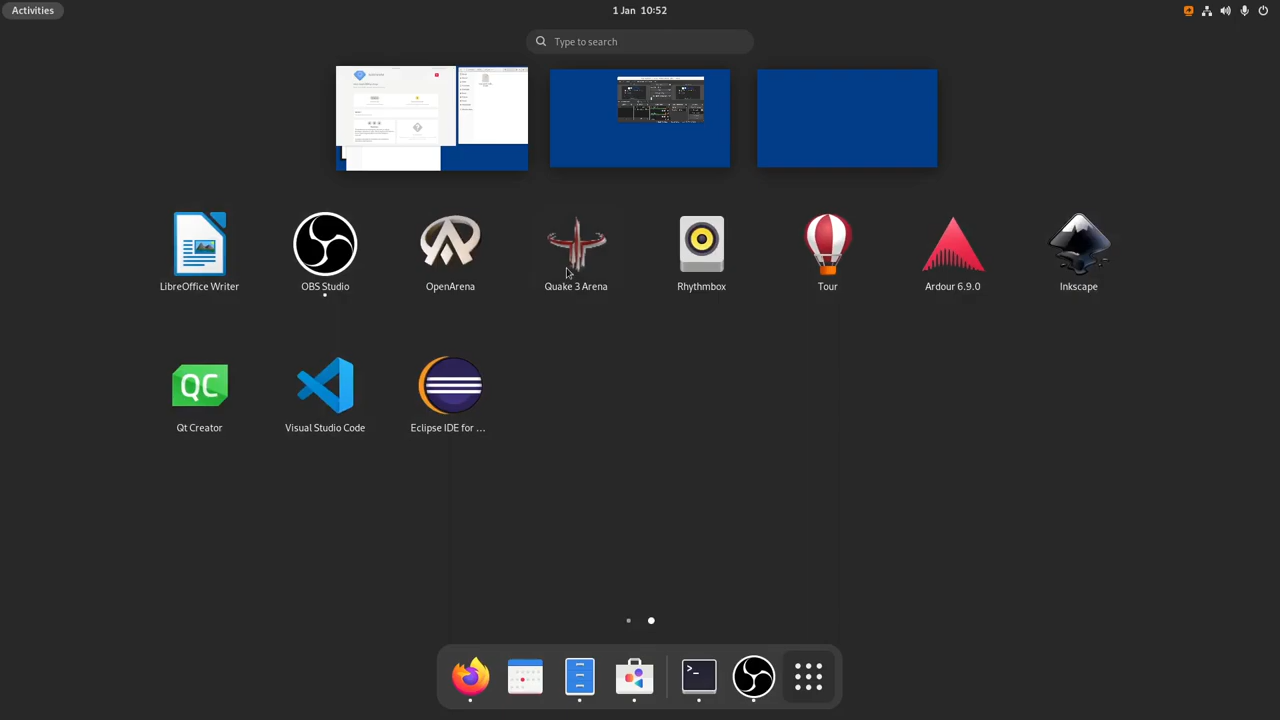 Activities
1 Jan 10:52
Type to search
LibreOffice Writer
OBS Studio
OpenArena
Quake 3 Arena
Rhythmbox
Tour
Ardour 6.9.0
Inkscape
QC
Qt Creator
Visual Studio Code
Eclipse IDE for ...
>_